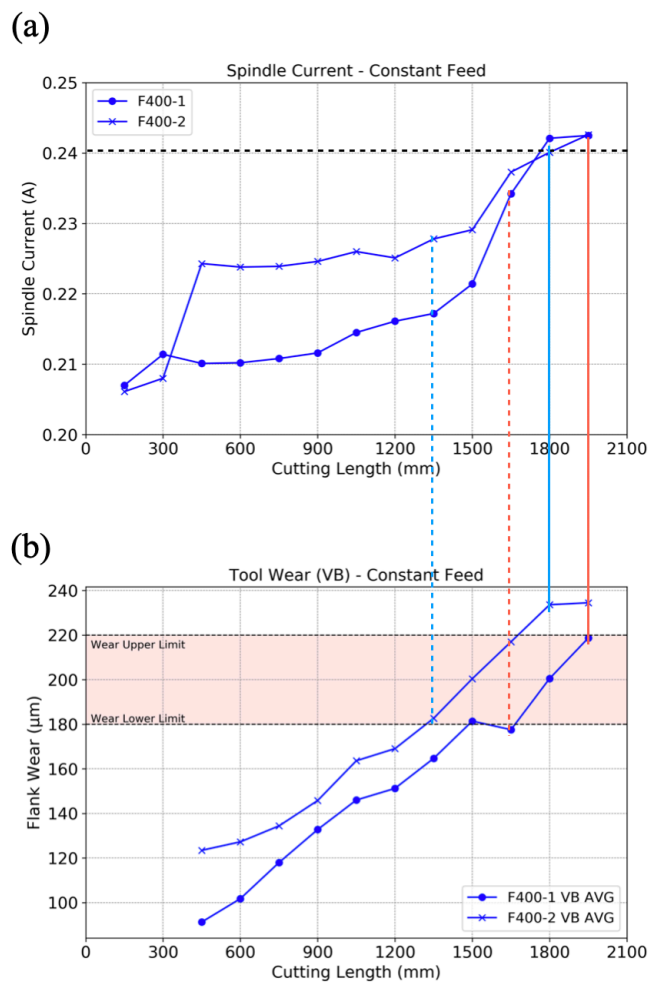 (a)
Spindle Current - Constant Feed
0.25
F400-1
F400-2
0.24
0.23
0.22
0.21
0.20
Spindle Current (A)
0 300 600 900 1200 1500 1800 2100
Cutting Length (mm)
(b)
Tool Wear (VB) - Constant Feed
240
220
Wear Upper Limit
200
Wear Lower Limit
180
160
140
120
100
Flank Wear (μm)
F400-1 VB AVG
F400-2 VB AVG
0 300 600 900 1200 1500 1800 2100
Cutting Length (mm)